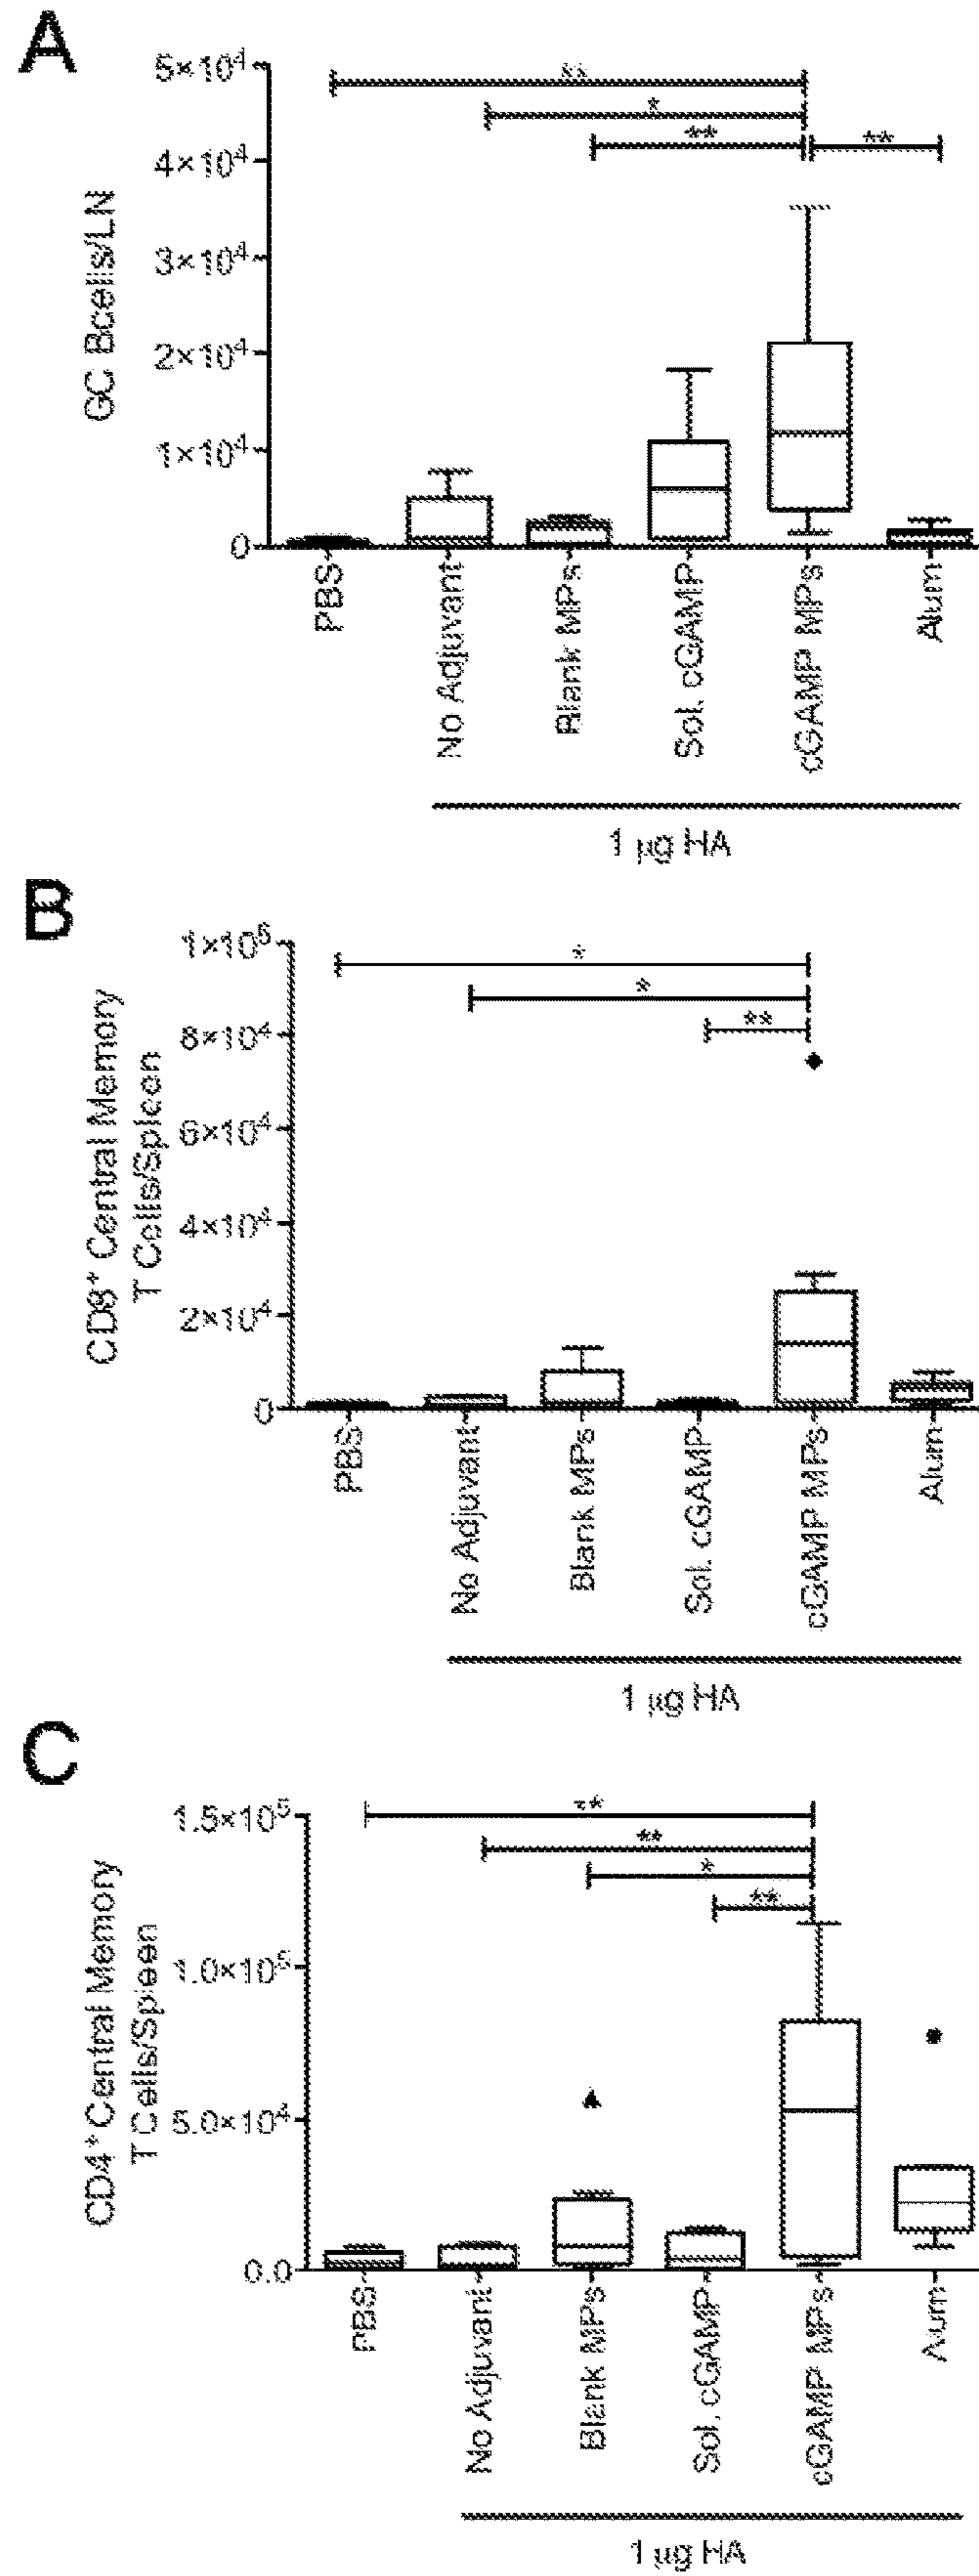 A
5×10⁴
4×10⁴
3×10⁴
2×10⁴
1×10⁴
0
GC Bcells/LN
**
*
**
**
PBS
No Adjuvant
Blank MPs
Sol. cGAMP
cGAMP MPs
Alum
1 µg HA
B
1×10⁵
8×10⁴
6×10⁴
4×10⁴
2×10⁴
0
CD8⁺ Central Memory
T Cells/Spleen
*
*
**
PBS
No Adjuvant
Blank MPs
Sol. cGAMP
cGAMP MPs
Alum
1 µg HA
C
1.5×10⁵
1.0×10⁵
5.0×10⁴
0.0
CD4⁺ Central Memory
T Cells/Spleen
**
**
*
**
PBS
No Adjuvant
Blank MPs
Sol. cGAMP
cGAMP MPs
Alum
1 µg HA